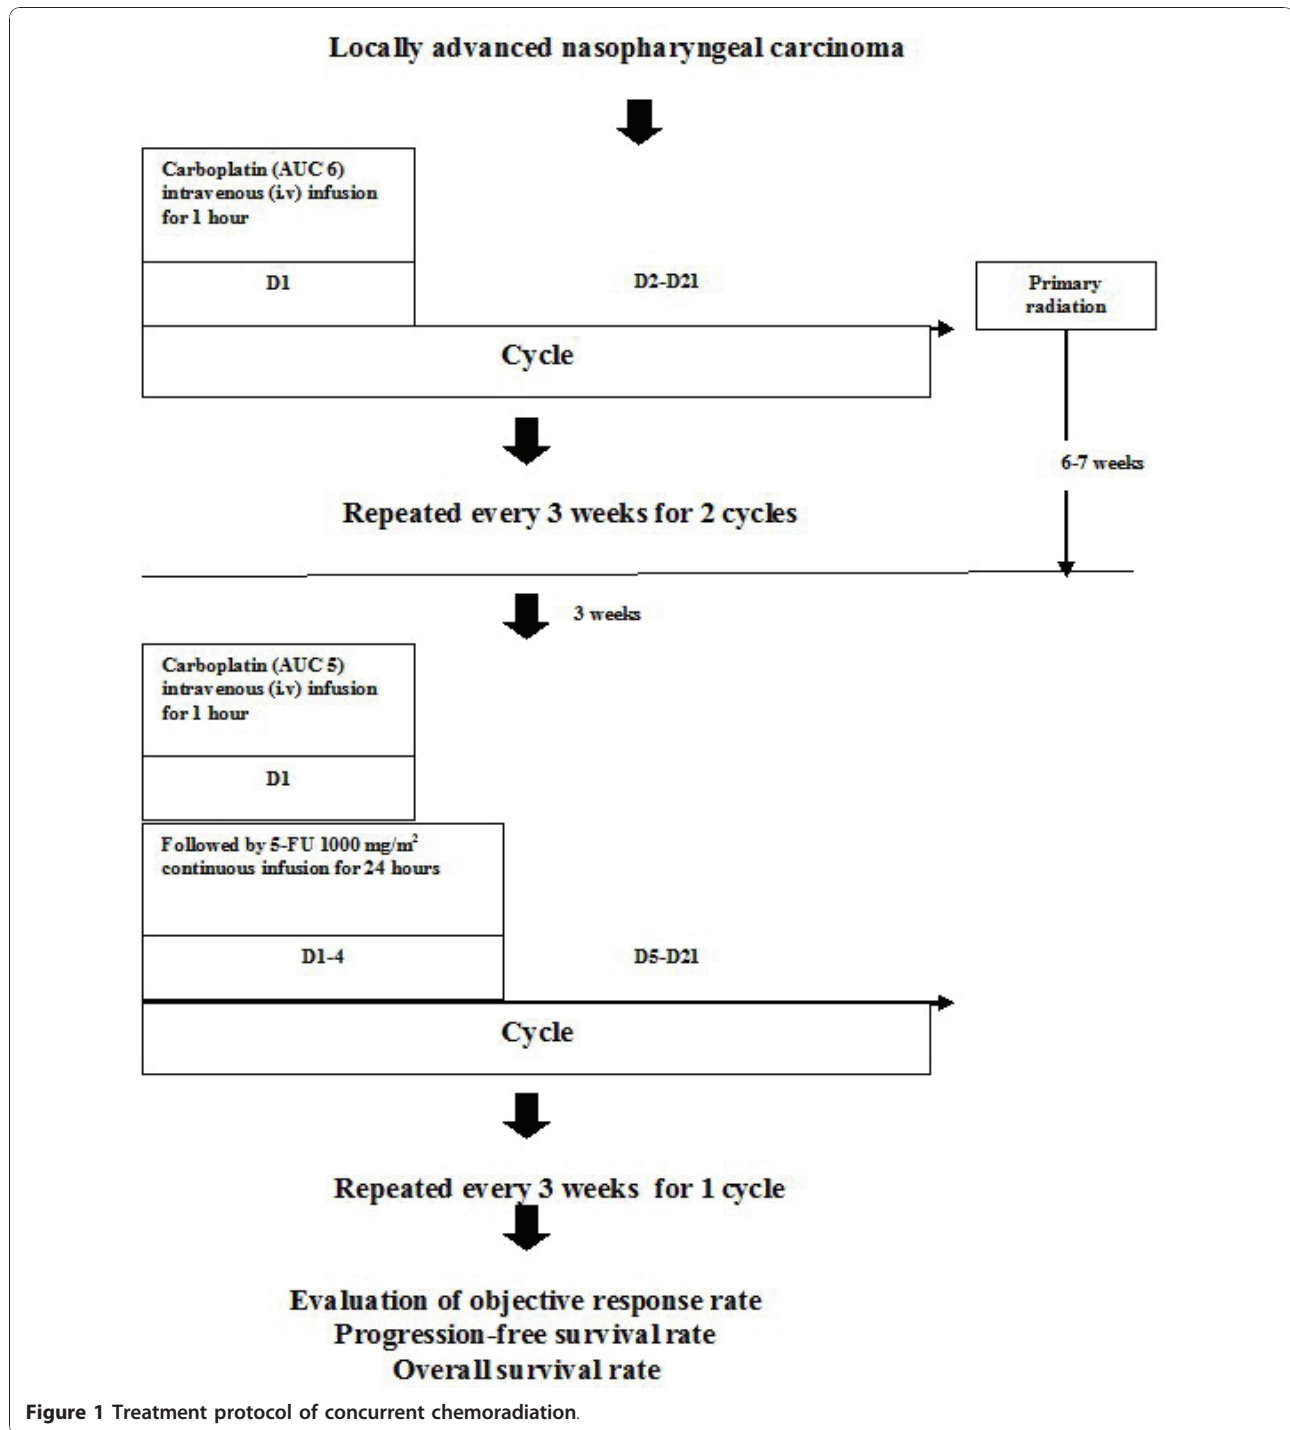 Locally advanced nasopharyngeal carcinoma
Carboplatin (AUC 6)
intravenous (i.v) infusion
for 1 hour
D1
D2-D21
Primary
radiation
Cycle
6-7 weeks
Repeated every 3 weeks for 2 cycles
3 weeks
Carboplatin (AUC 5)
intravenous (i.v) infusion
for 1 hour
D1
Followed by 5-FU 1000 mg/m²
continuous infusion for 24 hours
D1-4
D5-D21
Cycle
Repeated every 3 weeks for 1 cycle
Evaluation of objective response rate
Progression-free survival rate
Overall survival rate
Figure 1 Treatment protocol of concurrent chemoradiation.